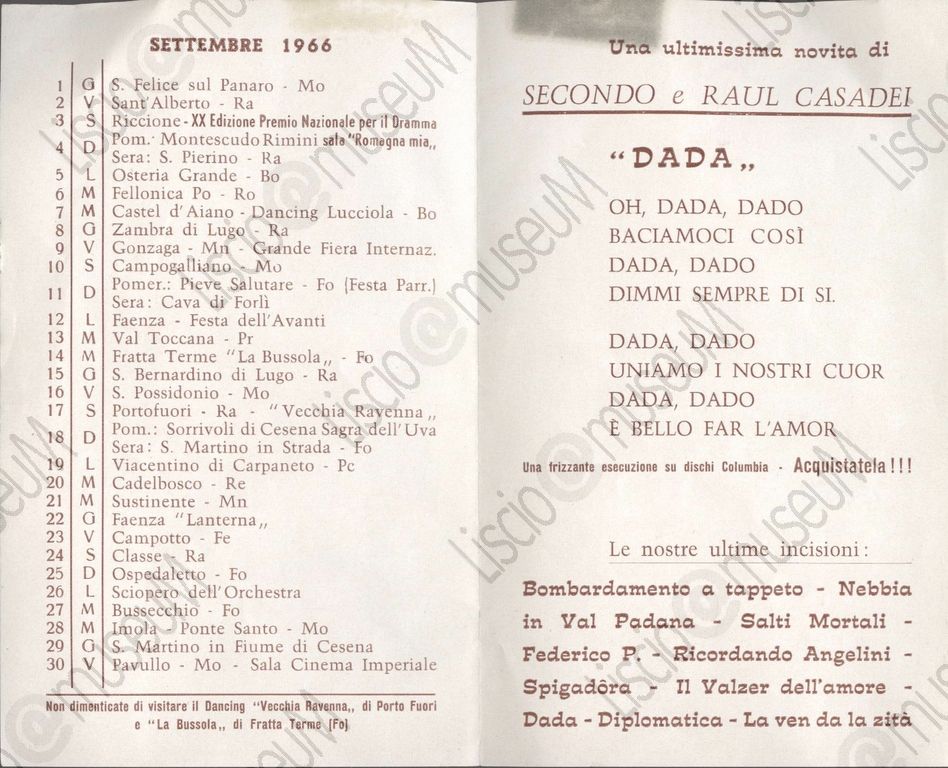 SETTEMBRE 1966
1 G S. Felice sul Panaro - Mo
2 V Sant'Alberto - Ra
3 S Riccione - XX Edizione Premio Nazionale per il Dramma
4 D Pom.: Montescudo Rimini sala "Romagna mia„
Sera: S. Pierino - Ra
5 L Osteria Grande - Bo
6 M Fellonica Po - Ro
7 M Castel d'Aiano - Dancing Lucciola - Bo
8 G Zambra di Lugo - Ra
9 V Gonzaga - Mn - Grande Fiera Internaz.
10 S Campogalliano - Mo
11 D Pomer.: Pieve Salutare - Fo (Festa Parr.)
Sera: Cava di Forlì
12 L Faenza - Festa dell'Avanti
13 M Val Toccana - Pr
14 M Fratta Terme "La Bussola„ - Fo
15 G S. Bernardino di Lugo - Ra
16 V S. Possidonio - Mo
17 S Portofuori - Ra - "Vecchia Ravenna„
18 D Pom.: Sorrivoli di Cesena Sagra dell'Uva
Sera: S. Martino in Strada - Fo
19 L Viacentino di Carpaneto - Pc
20 M Cadelbosco - Re
21 M Sustinente - Mn
22 G Faenza "Lanterna„
23 V Campotto - Fe
24 S Classe - Ra
25 D Ospedaletto - Fo
26 L Sciopero dell'Orchestra
27 M Bussecchio - Fo
28 M Imola - Ponte Santo - Mo
29 G S. Martino in Fiume di Cesena
30 V Pavullo - Mo - Sala Cinema Imperiale
Non dimenticate di visitare il Dancing "Vecchia Ravenna„ di Porto Fuori
e "La Bussola„ di Fratta Terme (Fo)
Una ultimissima novita di
SECONDO e RAUL CASADEI
"DADA„
OH, DADA, DADO
BACIAMOCI COSÌ
DADA, DADO
DIMMI SEMPRE DI SI.
DADA, DADO
UNIAMO I NOSTRI CUOR
DADA, DADO
È BELLO FAR L'AMOR
Una frizzante esecuzione su dischi Columbia - Acquistatela!!!
Le nostre ultime incisioni:
Bombardamento a tappeto - Nebbia
in Val Padana - Salti Mortali -
Federico P. - Ricordando Angelini -
Spigadôra - Il Valzer dell'amore -
Dada - Diplomatica - La ven da la zità
Liscio@museuM